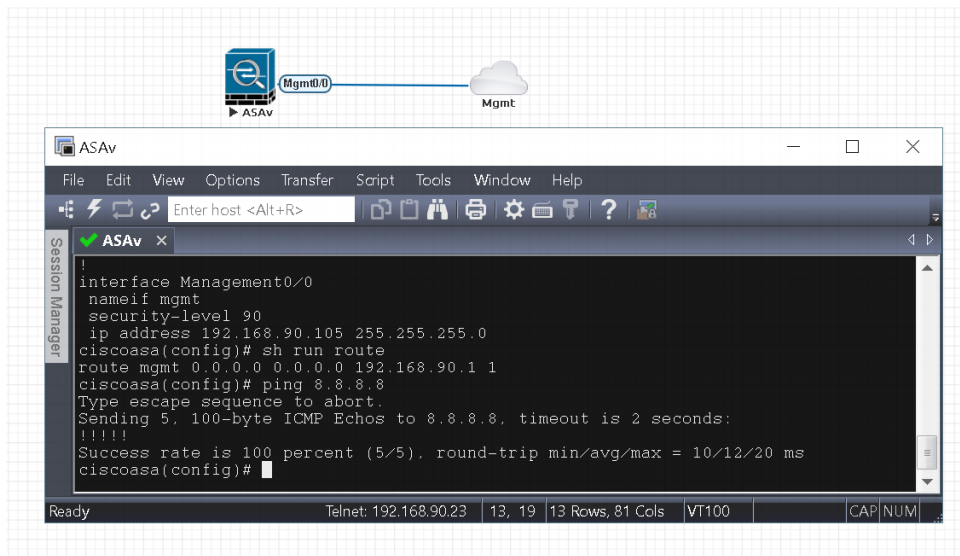 Mgmt0/0
ASAv
Mgmt
ASAv
File Edit View Options Transfer Script Tools Window Help
Enter host <Alt+R>
Session Manager
ASAv
!
interface Management0/0
nameif mgmt
security-level 90
ip address 192.168.90.105 255.255.255.0
ciscoasa(config)# sh run route
route mgmt 0.0.0.0 0.0.0.0 192.168.90.1 1
ciscoasa(config)# ping 8.8.8.8
Type escape sequence to abort.
Sending 5, 100-byte ICMP Echos to 8.8.8.8, timeout is 2 seconds:
!!!!!
Success rate is 100 percent (5/5), round-trip min/avg/max = 10/12/20 ms
ciscoasa(config)#
Ready Telnet: 192.168.90.23 13, 19 13 Rows, 81 Cols VT100 CAP NUM